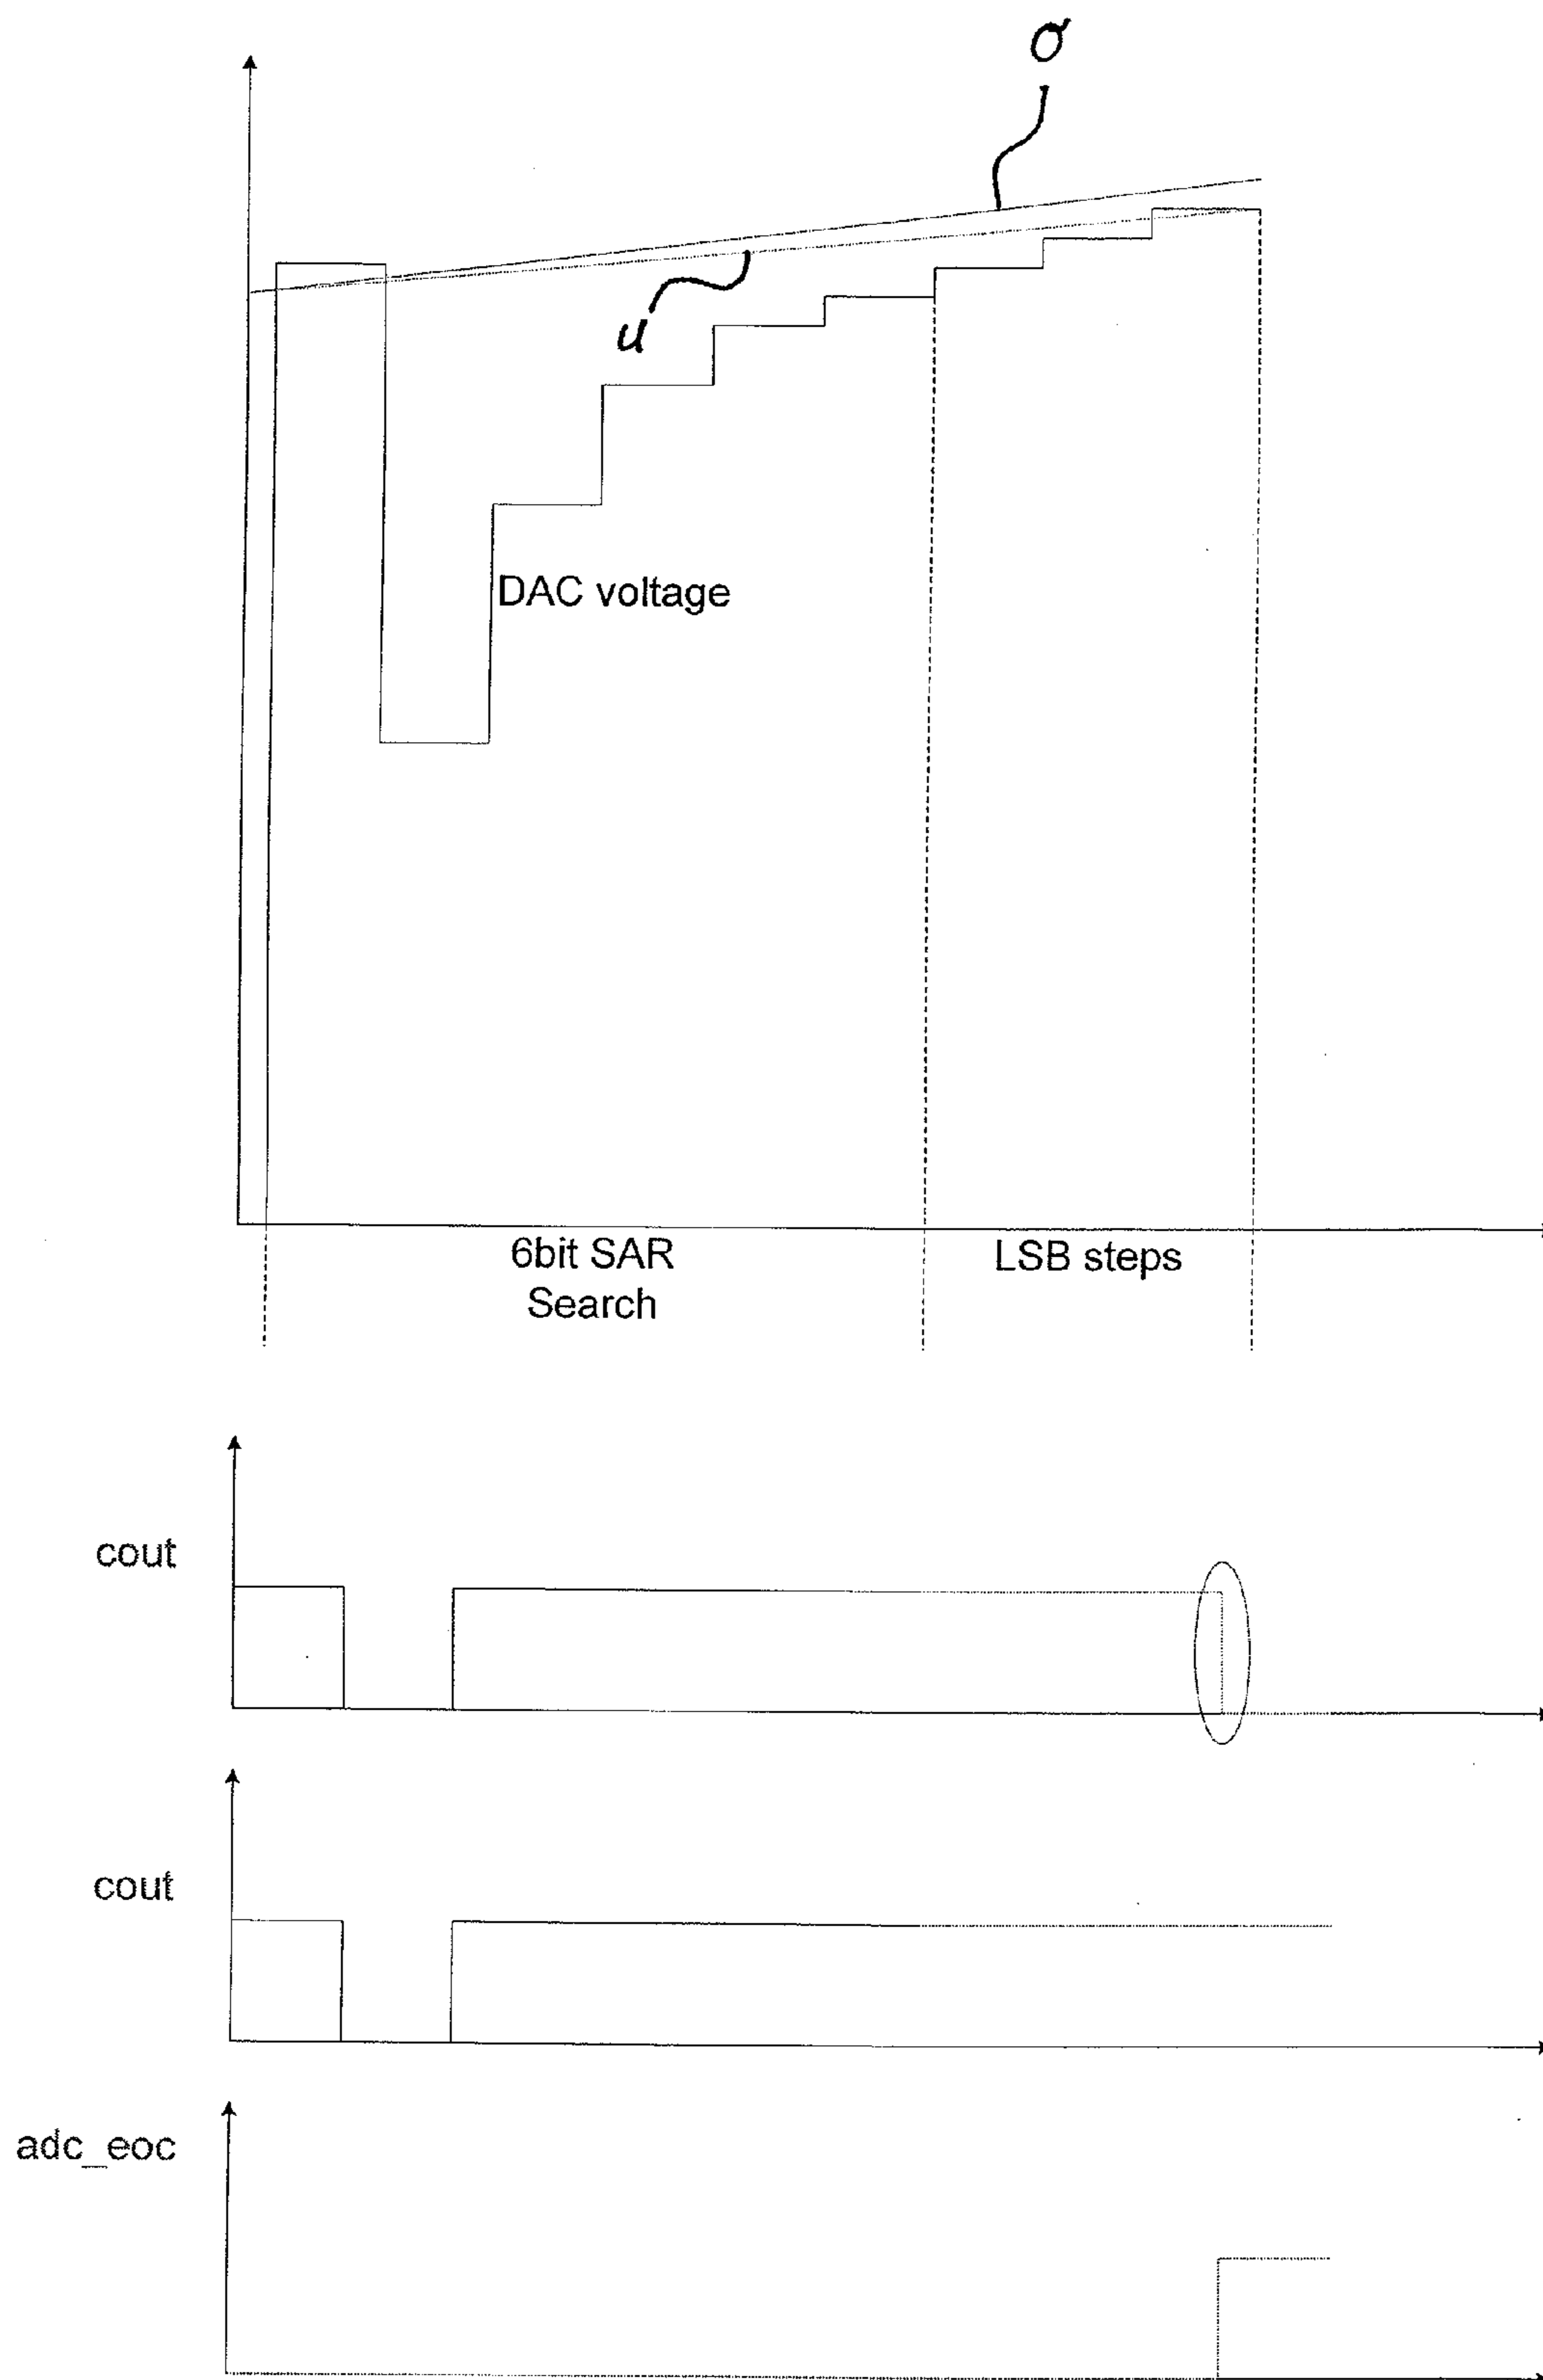 σ
u
DAC voltage
6bit SAR
Search
LSB steps
cout
cout
adc_eoc